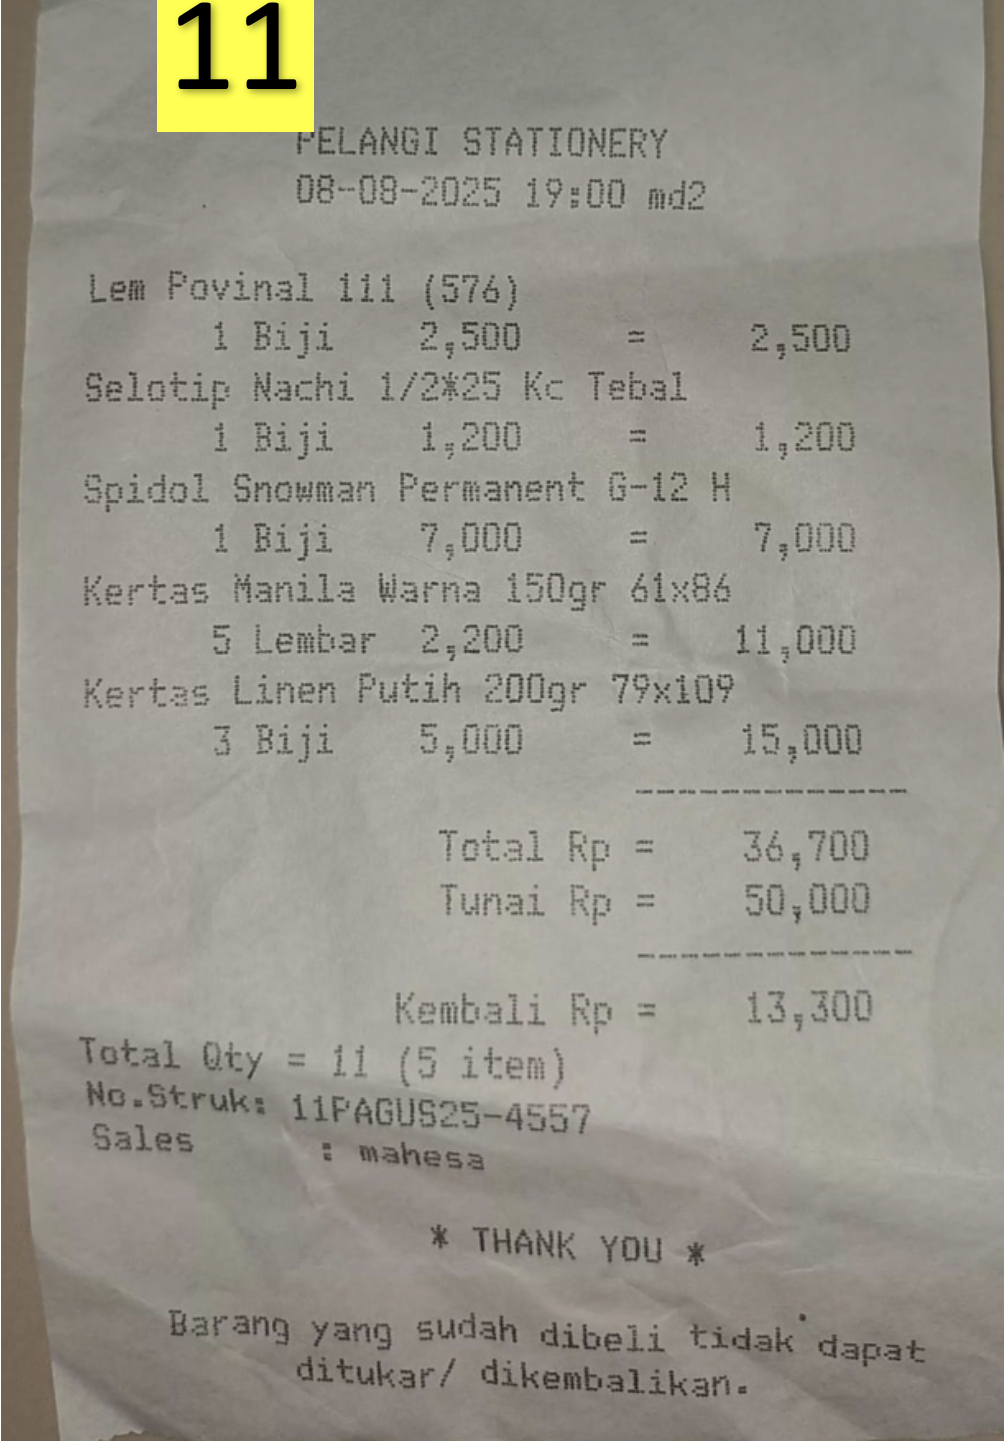 11
PELANGI STATIONERY
08-08-2025 19:00 md2
Lem Povinal 111 (576)
1 Biji 2,500 = 2,500
Selotip Nachi 1/2*25 Kc Tebal
1 Biji 1,200 = 1,200
Spidol Snowman Permanent G-12 H
1 Biji 7,000 = 7,000
Kertas Manila Warna 150gr 61x86
5 Lembar 2,200 = 11,000
Kertas Linen Putih 200gr 79x109
3 Biji 5,000 = 15,000
Total Rp = 36,700
Tunai Rp = 50,000
Kembali Rp = 13,300
Total Qty = 11 (5 item)
No.Struk: 11PAGUS25-4557
Sales : mahesa
* THANK YOU *
Barang yang sudah dibeli tidak dapat
ditukar/ dikembalikan.